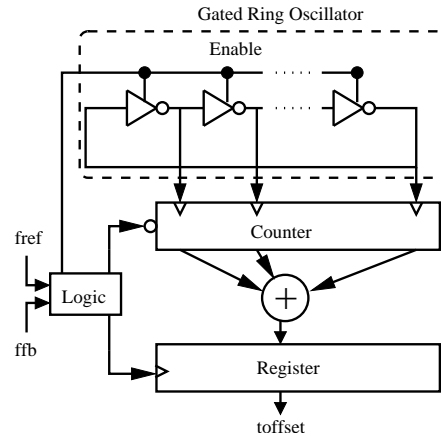 Gated Ring Oscillator
Enable
fref
Counter
Logic
+
ffb
Register
toffset